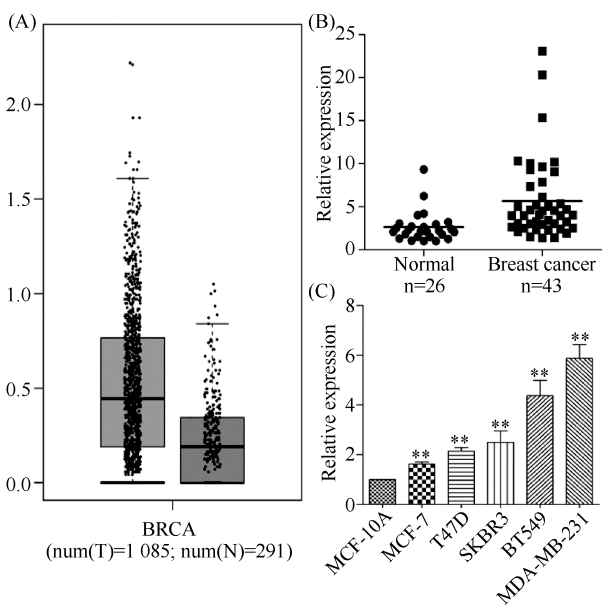 (A)
2.0
1.5
1.0
0.5
0.0
BRCA
(num(T)=1 085; num(N)=291)
(B)
Relative expression
25
20
15
10
5
0
Normal
n=26
Breast cancer
n=43
(C)
Relative expression
8
6
4
2
0
**
**
**
**
**
MCF-10A
MCF-7
T47D
SKBR3
BT549
MDA-MB-231